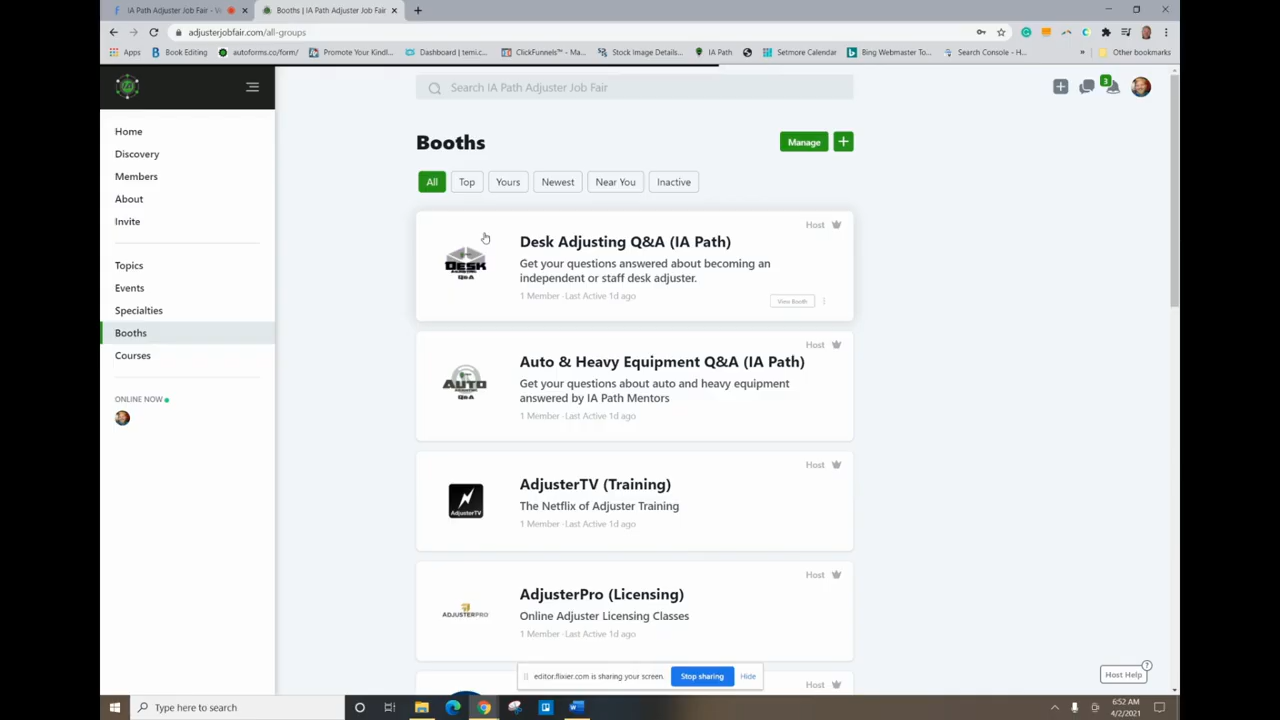 IA Path Adjuster Job Fair - V
Booths | IA Path Adjuster Job Fair
adjusterjobfair.com/all-groups
Apps
Book Editing
autoforms.co/form/
Promote Your Kindl...
Dashboard | temi.c...
ClickFunnels™ - Ma...
Stock Image Details...
IA Path
Setmore Calendar
Bing Webmaster To...
Search Console - H...
»
Other bookmarks
Search IA Path Adjuster Job Fair
3
Home
Discovery
Members
About
Invite
Topics
Events
Specialties
Booths
Courses
ONLINE NOW
Booths
Manage
+
All
Top
Yours
Newest
Near You
Inactive
Host
DESK
Q&A
Desk Adjusting Q&A (IA Path)
Get your questions answered about becoming an
independent or staff desk adjuster.
1 Member · Last Active 1d ago
View Booth
Host
AUTO
Q&A
Auto & Heavy Equipment Q&A (IA Path)
Get your questions about auto and heavy equipment
answered by IA Path Mentors
1 Member · Last Active 1d ago
Host
AdjusterTV
AdjusterTV (Training)
The Netflix of Adjuster Training
1 Member · Last Active 1d ago
Host
ADJUSTERPRO
AdjusterPro (Licensing)
Online Adjuster Licensing Classes
1 Member · Last Active 1d ago
Host
editor.flixier.com is sharing your screen.
Stop sharing
Hide
Host Help
?
Type here to search
6:52 AM
4/2/2021